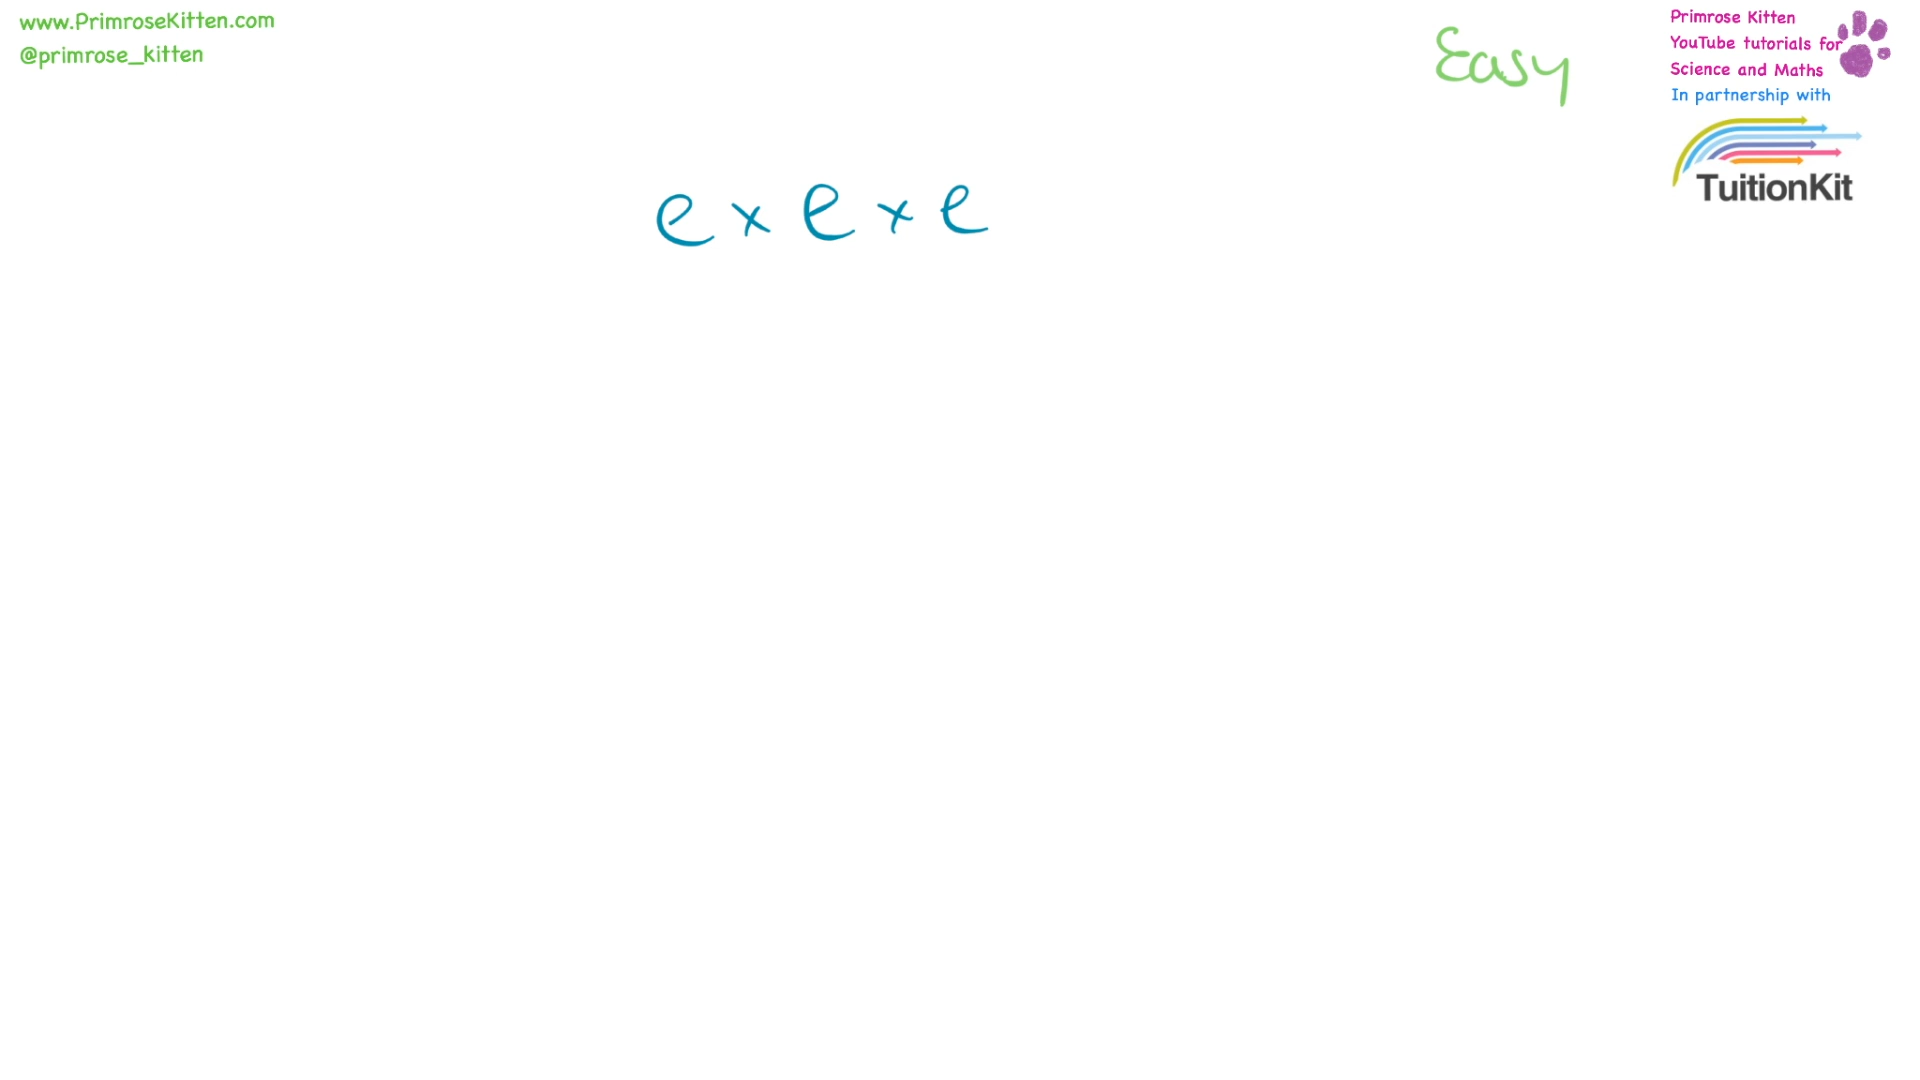 www.PrimroseKitten.com
@primrose_kitten
Easy
Primrose Kitten
YouTube tutorials for
Science and Maths
In partnership with
TuitionKit
e × e × e